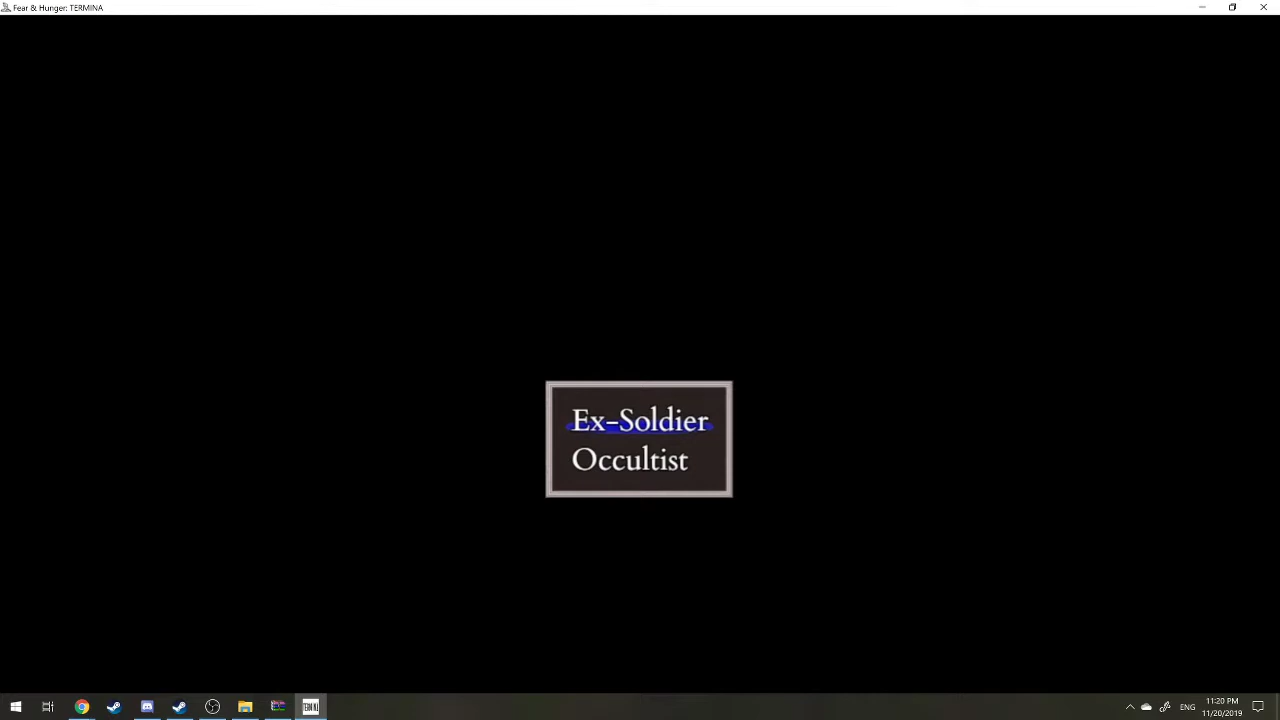 Fear & Hunger: TERMINA
Ex-Soldier
Occultist
ENG
11:20 PM
11/20/2019